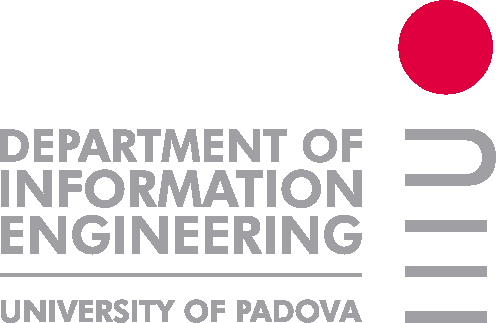 DEPARTMENT OF
INFORMATION
ENGINEERING
UNIVERSITY OF PADOVA